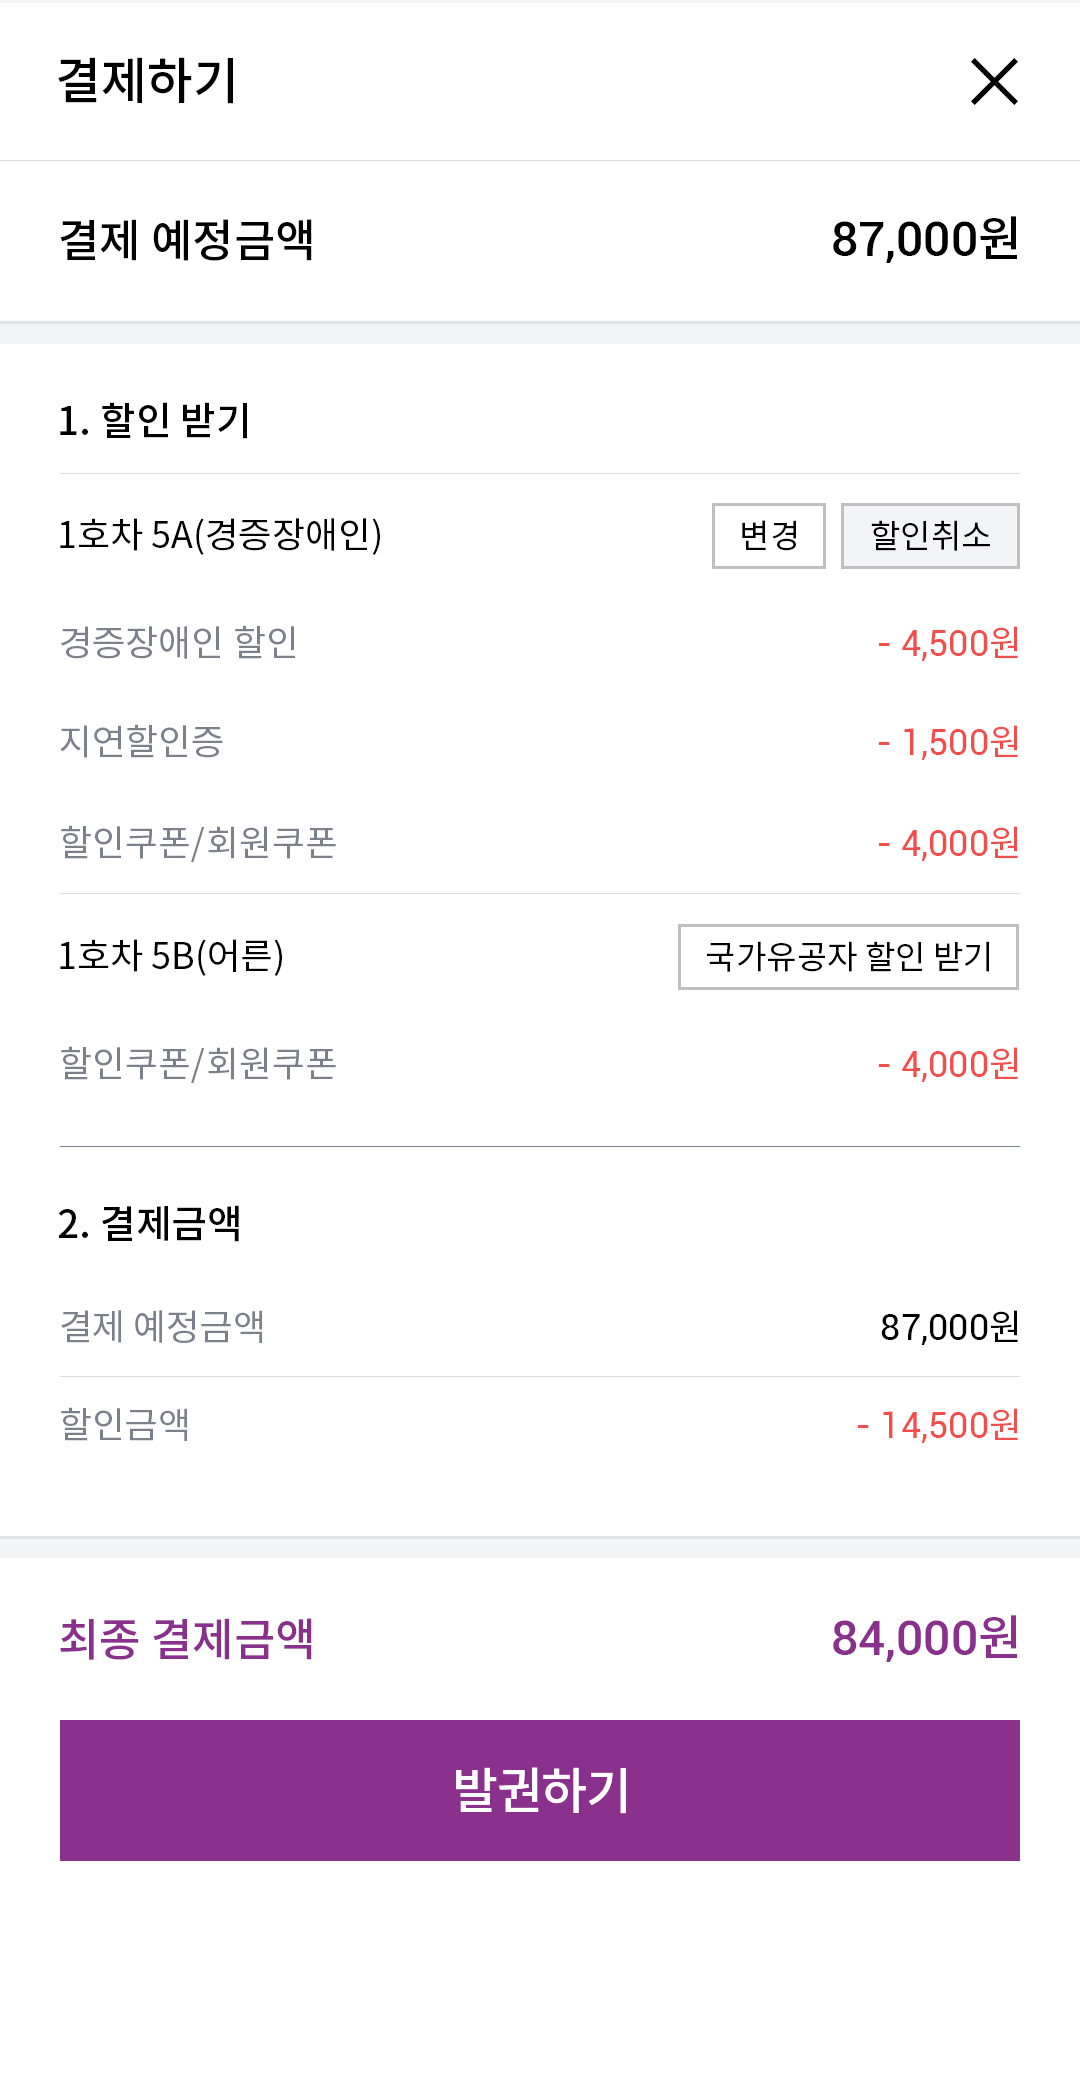 결제하기
결제 예정금액 87,000원
1. 할인 받기
1호차 5A(경증장애인) 변경 할인취소
경증장애인 할인 - 4,500원
지연할인증 - 1,500원
할인쿠폰/회원쿠폰 - 4,000원
1호차 5B(어른) 국가유공자 할인 받기
할인쿠폰/회원쿠폰 - 4,000원
2. 결제금액
결제 예정금액 87,000원
할인금액 - 14,500원
최종 결제금액 84,000원
발권하기